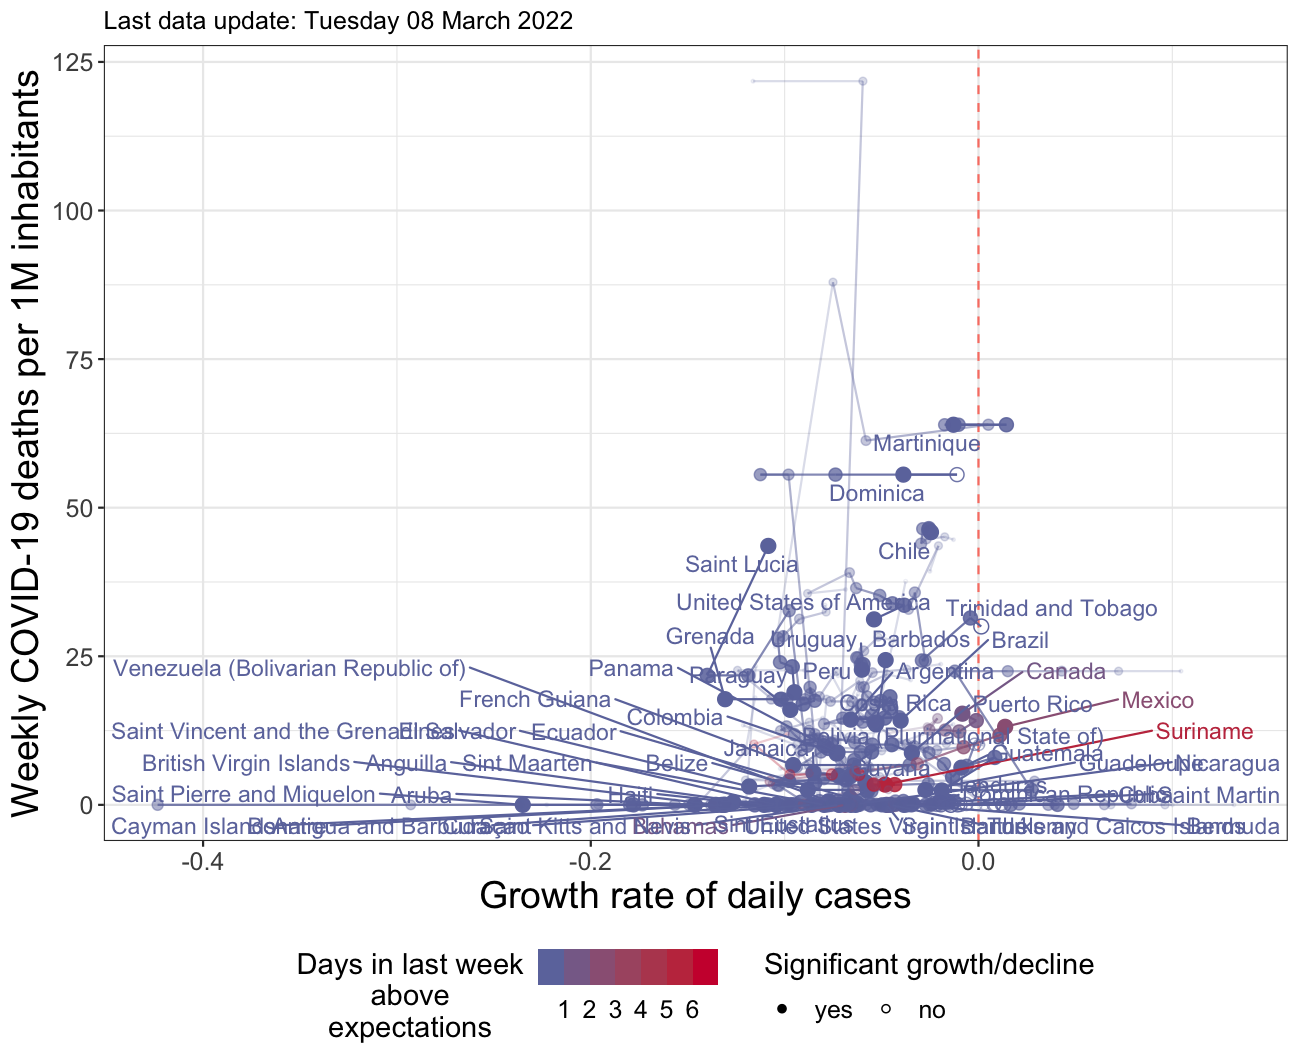 Last data update: Tuesday 08 March 2022
Weekly COVID-19 deaths per 1M inhabitants
125
100
75
50
25
0
Martinique
Dominica
Chile
Saint Lucia
United States of America
Trinidad and Tobago
Grenada
Uruguay
Barbados
Brazil
Venezuela (Bolivarian Republic of)
Panama
Paraguay
Peru
Argentina
Canada
French Guiana
Costa Rica
Puerto Rico
Mexico
Colombia
Saint Vincent and the Grenadines
El Salvador
Ecuador
Bolivia (Plurinational State of)
Suriname
Jamaica
Guatemala
British Virgin Islands
Anguilla
Sint Maarten
Belize
Guyana
Guadeloupe
Nicaragua
Honduras
Saint Pierre and Miquelon
Aruba
Haiti
Dominican Republic
Cuba
Saint Martin
Cayman Islands
Bonaire
Antigua and Barbuda
Curaçao
Saint Kitts and Nevis
Bahamas
Sint Eustatius
United States Virgin Islands
Saint Barthélemy
Turks and Caicos Islands
Bermuda
-0.4
-0.2
0.0
Growth rate of daily cases
Days in last week
above
expectations
1 2 3 4 5 6
Significant growth/decline
yes
no